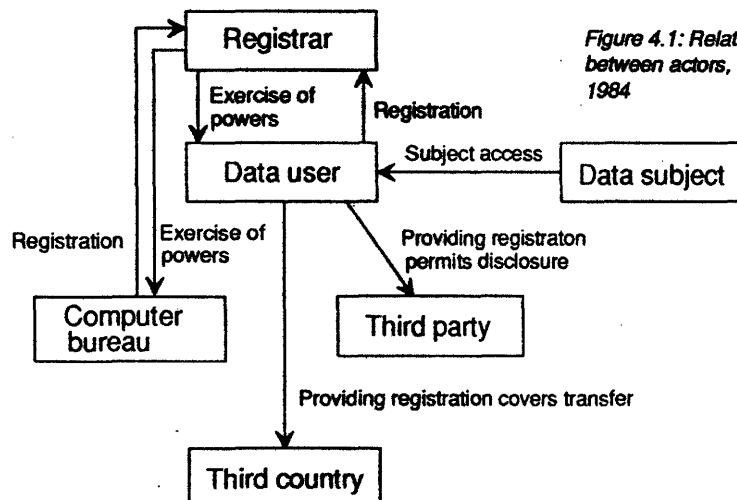 Registrar
Figure 4.1: Relat
between actors,
1984
Exercise of
powers
Registration
Data user
Subject access
Data subject
Registration
Exercise of
powers
Providing registraton
permits disclosure
Computer
bureau
Third party
Providing registration covers transfer
Third country